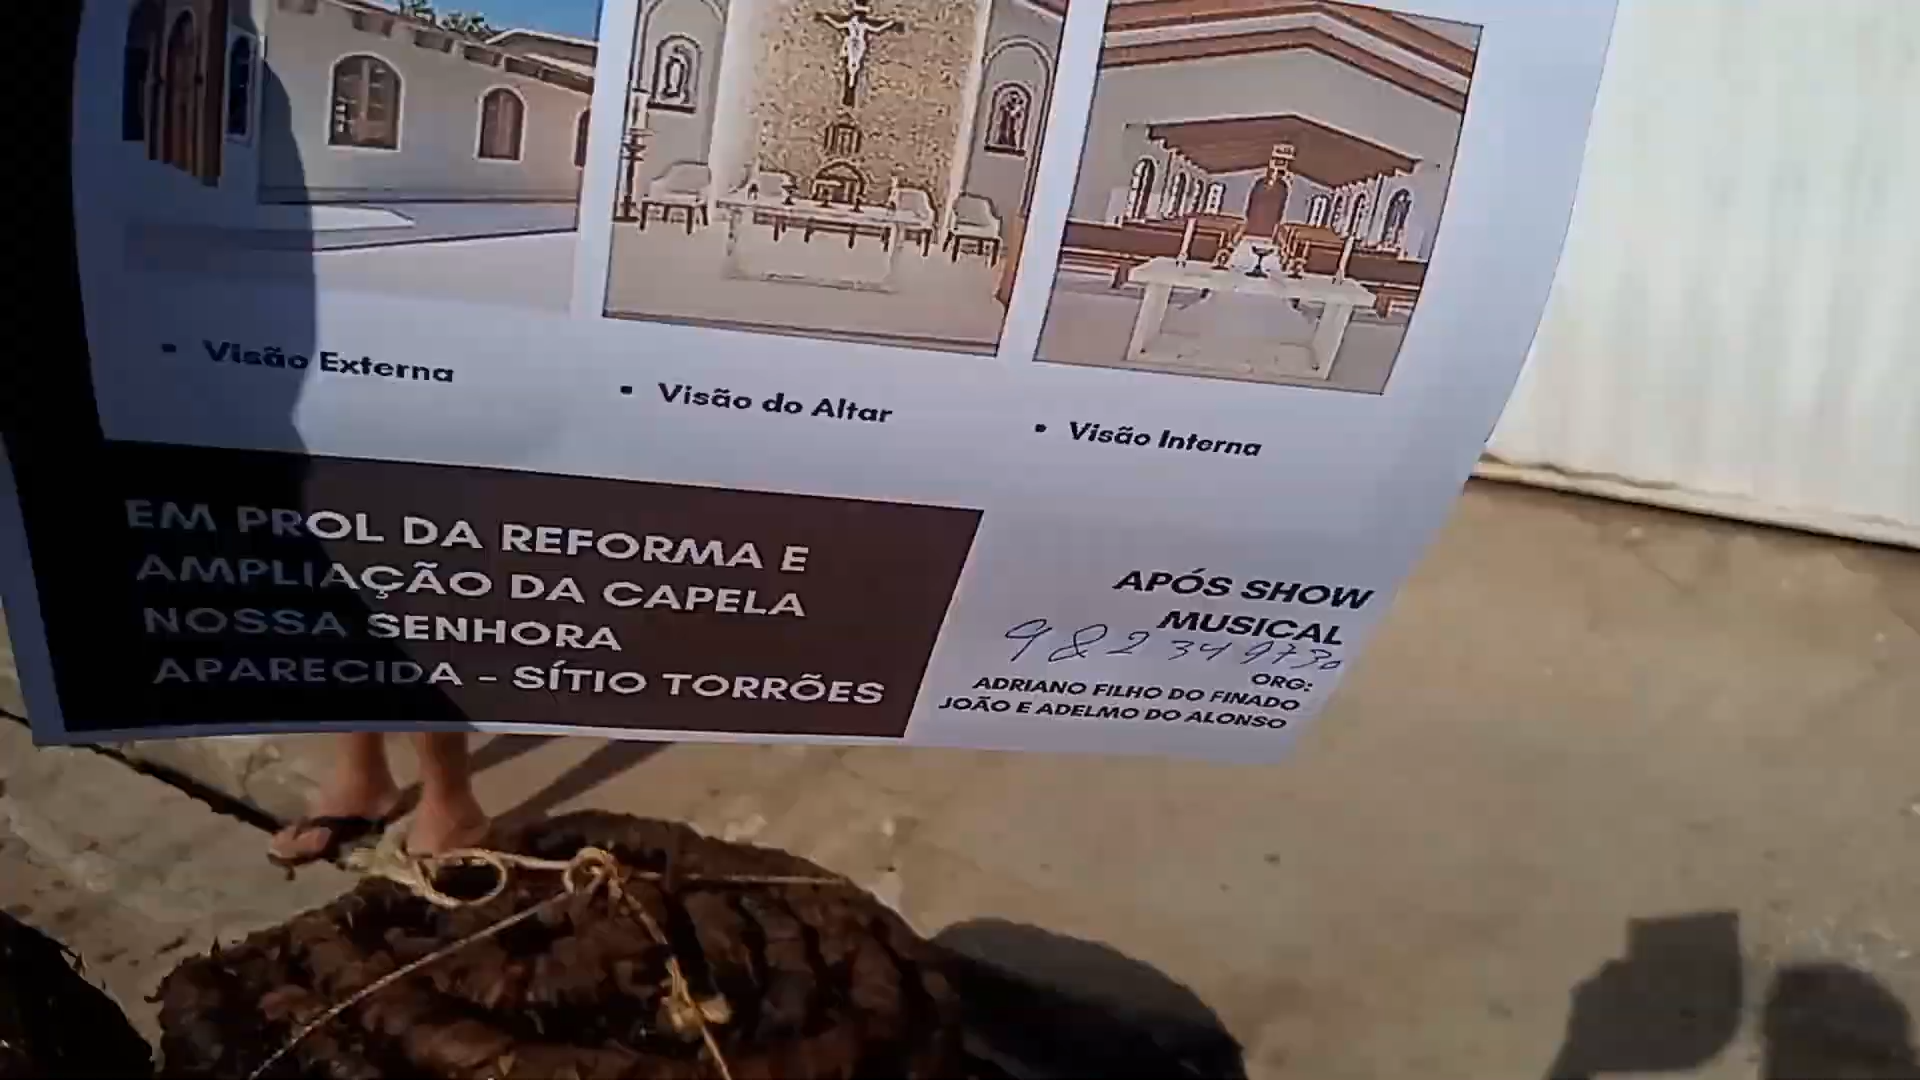 • Visão Externa
• Visão do Altar
• Visão Interna
EM PROL DA REFORMA E
AMPLIAÇÃO DA CAPELA
NOSSA SENHORA
APARECIDA - SÍTIO TORRÕES
APÓS SHOW
MUSICAL
982349730
ORG:
ADRIANO FILHO DO FINADO
JOÃO E ADELMO DO ALONSO